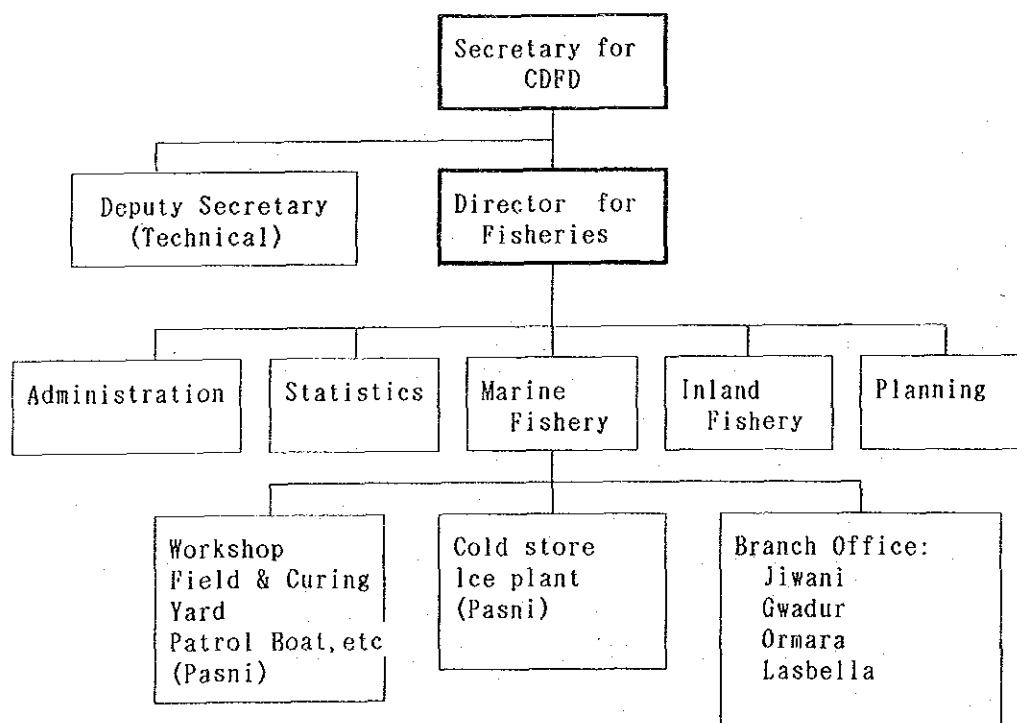 Secretary for
CDFD
Deputy Secretary
(Technical)
Director for
Fisheries
Administration
Statistics
Marine
Fishery
Inland
Fishery
Planning
Workshop
Field & Curing
Yard
Patrol Boat,etc
(Pasni)
Cold store
Ice plant
(Pasni)
Branch Office:
Jiwani
Gwadur
Ormara
Lasbella